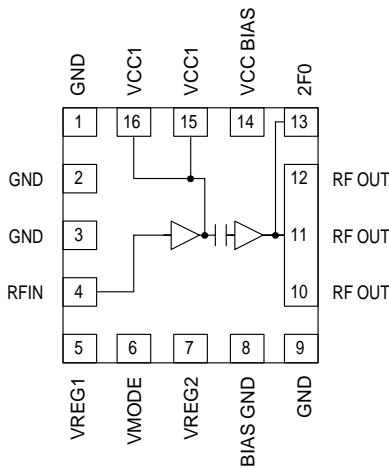 GND
VCC1
VCC1
VCC BIAS
2F0
1
16
15
14
13
GND
2
12
RF OUT
GND
3
11
RF OUT
RFIN
4
10
RF OUT
5
6
7
8
9
VREG1
VMODE
VREG2
BIAS GND
GND